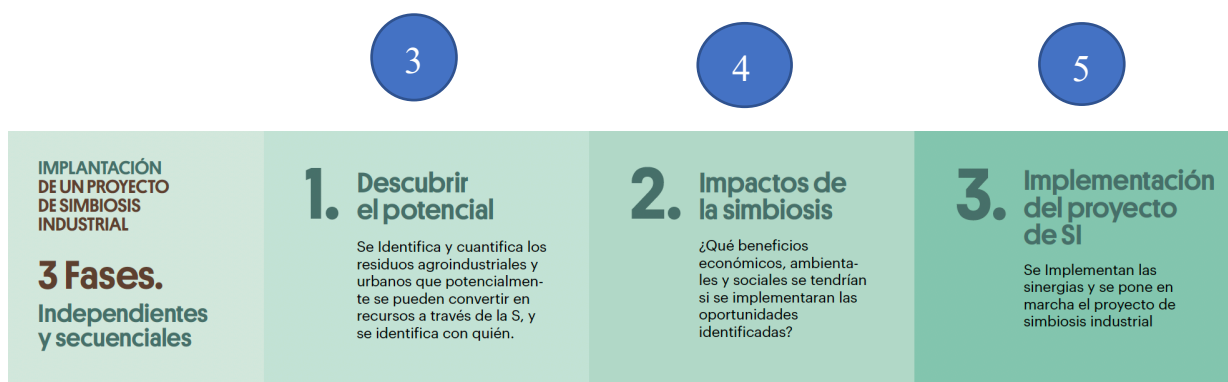 3
4
5
IMPLANTACIÓN
DE UN PROYECTO
DE SIMBIOSIS
INDUSTRIAL
3 Fases.
Independientes
y secuenciales
1.
Descubrir
el potencial
Se Identifica y cuantifica los
residuos agroindustriales y
urbanos que potencialmen-
te se pueden convertir en
recursos a través de la S, y
se identifica con quién.
2.
Impactos de
la simbiosis
¿Qué beneficios
económicos, ambienta-
les y sociales se tendrían
si se implementaran las
oportunidades
identificadas?
3.
Implementación
del proyecto
de SI
Se Implementan las
sinergias y se pone en
marcha el proyecto de
simbiosis industrial